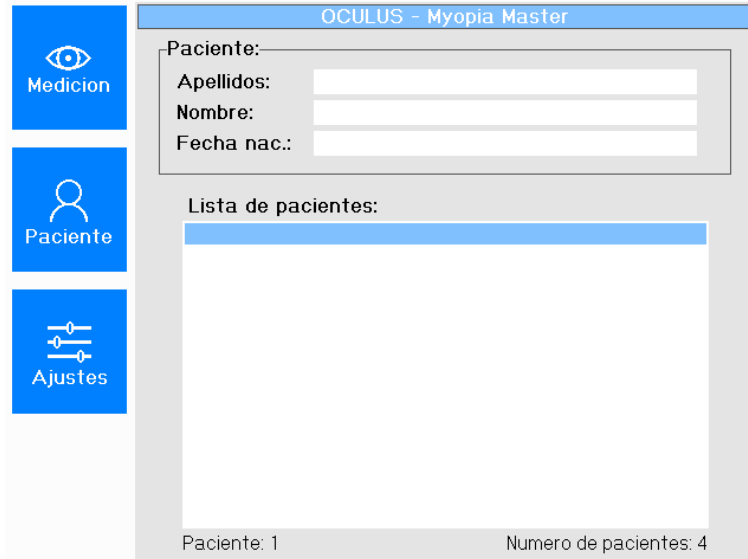 OCULUS - Myopia Master
Medicion
Paciente
Ajustes
Paciente:
Apellidos:
Nombre:
Fecha nac.:
Lista de pacientes:
Paciente: 1
Numero de pacientes: 4